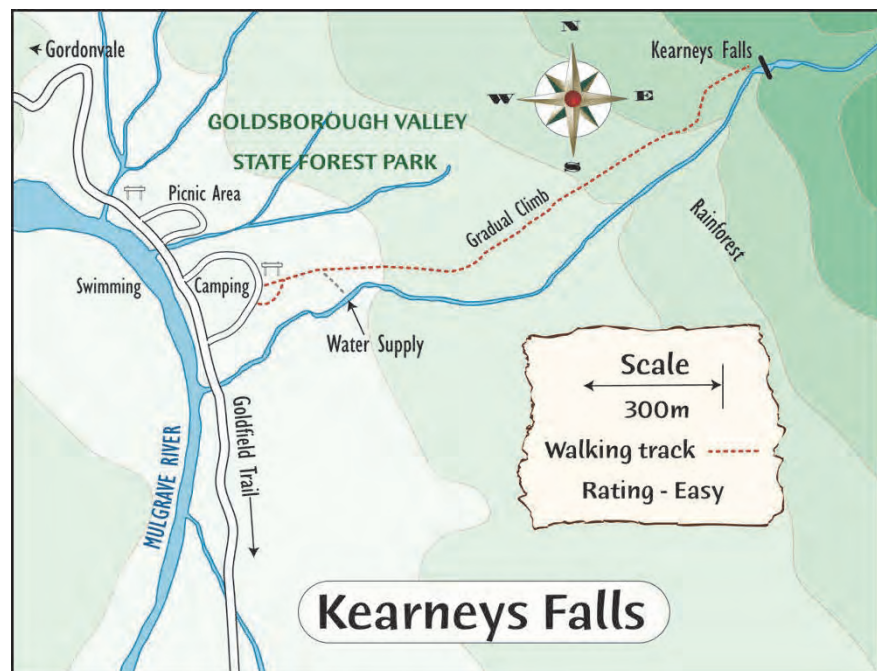 Gordonvale
N
W
E
S
Kearneys Falls
GOLDSBOROUGH VALLEY
STATE FOREST PARK
Picnic Area
Gradual Climb
Rainforest
Swimming
Camping
Water Supply
Goldfield Trail
MULGRAVE RIVER
Scale
300m
Walking track
Rating - Easy
Kearneys Falls